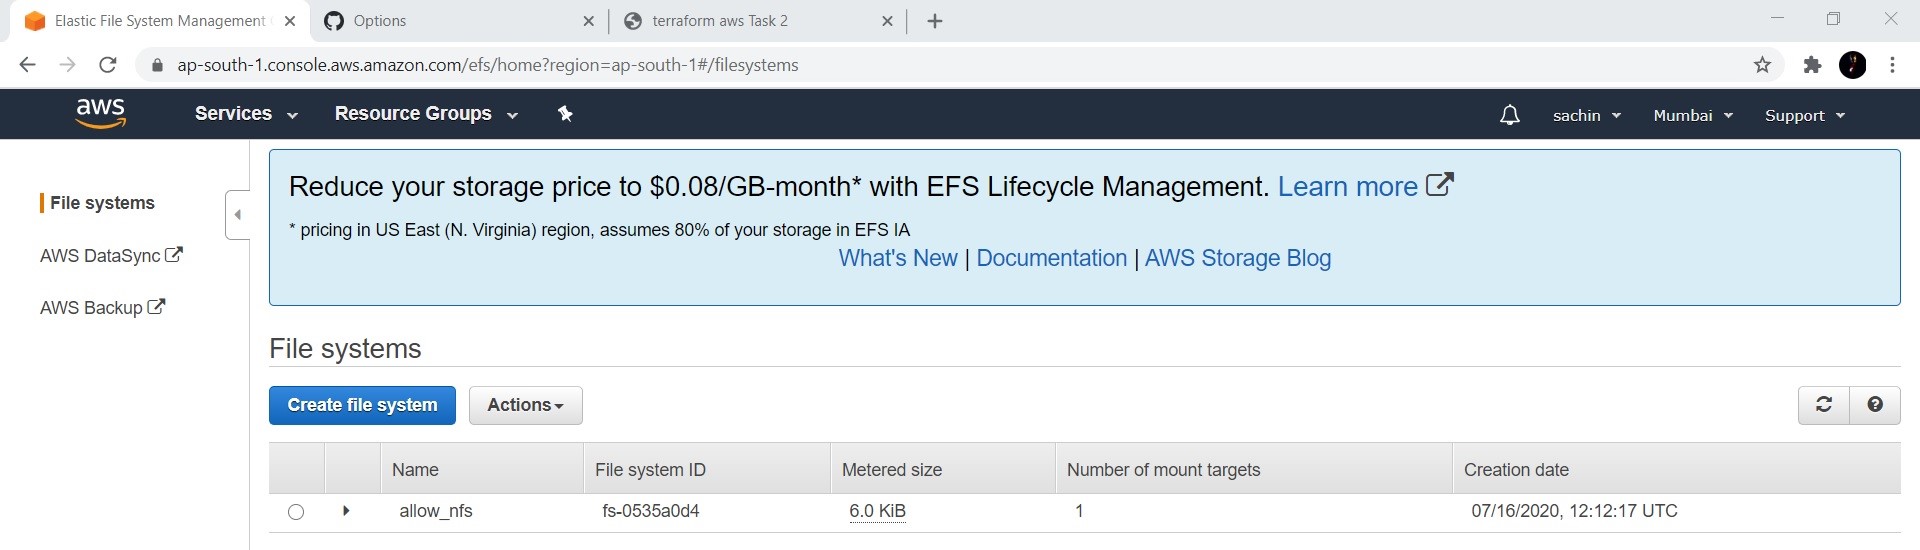 Elastic File System Management
Options
terraform aws Task 2
ap-south-1.console.aws.amazon.com/efs/home?region=ap-south-1#/filesystems
aws
Services
Resource Groups
sachin
Mumbai
Support
File systems
AWS DataSync
AWS Backup
Reduce your storage price to $0.08/GB-month* with EFS Lifecycle Management. Learn more
* pricing in US East (N. Virginia) region, assumes 80% of your storage in EFS IA
What's New | Documentation | AWS Storage Blog
File systems
Create file system
Actions
Name File system ID Metered size Number of mount targets Creation date
allow_nfs fs-0535a0d4 6.0 KiB 1 07/16/2020, 12:12:17 UTC